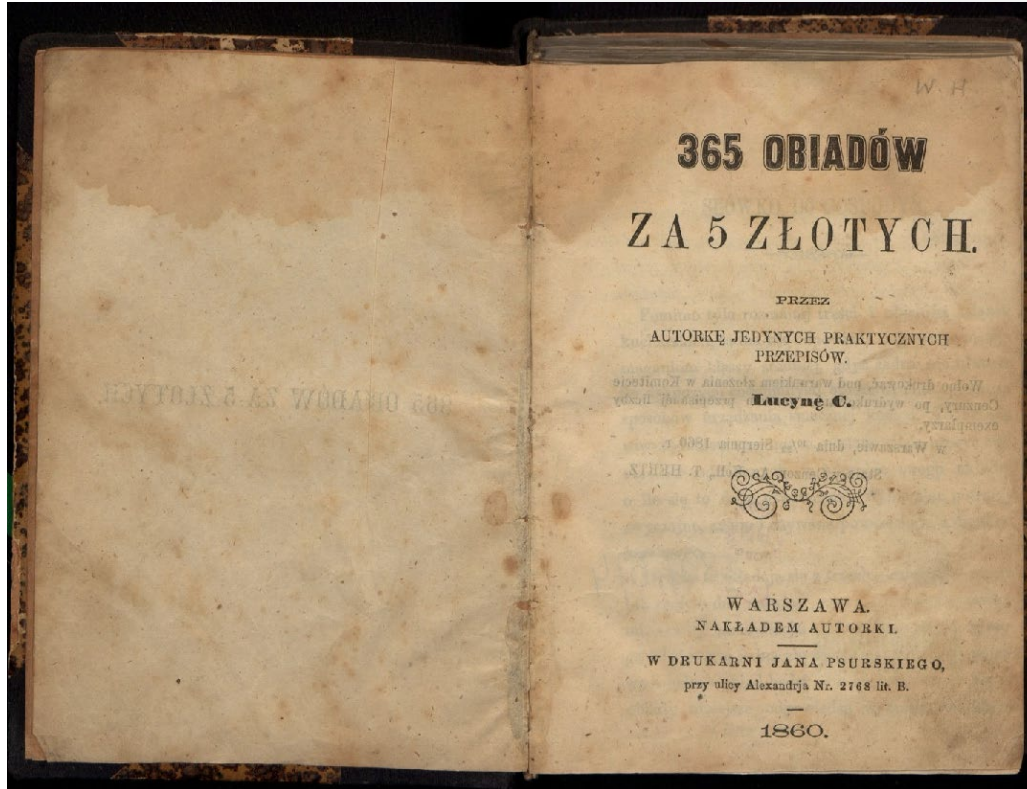 W. H.
365 OBIADÓW
ZA 5 ZŁOTYCH.
PRZEZ
AUTORKĘ JEDYNYCH PRAKTYCZNYCH
PRZEPISÓW.
Lucynę C.
WARSZAWA.
NAKŁADEM AUTORKI.
W DRUKARNI JANA PSURSKIEGO,
przy ulicy Alexandrja Nr. 2768 lit. B.
1860.